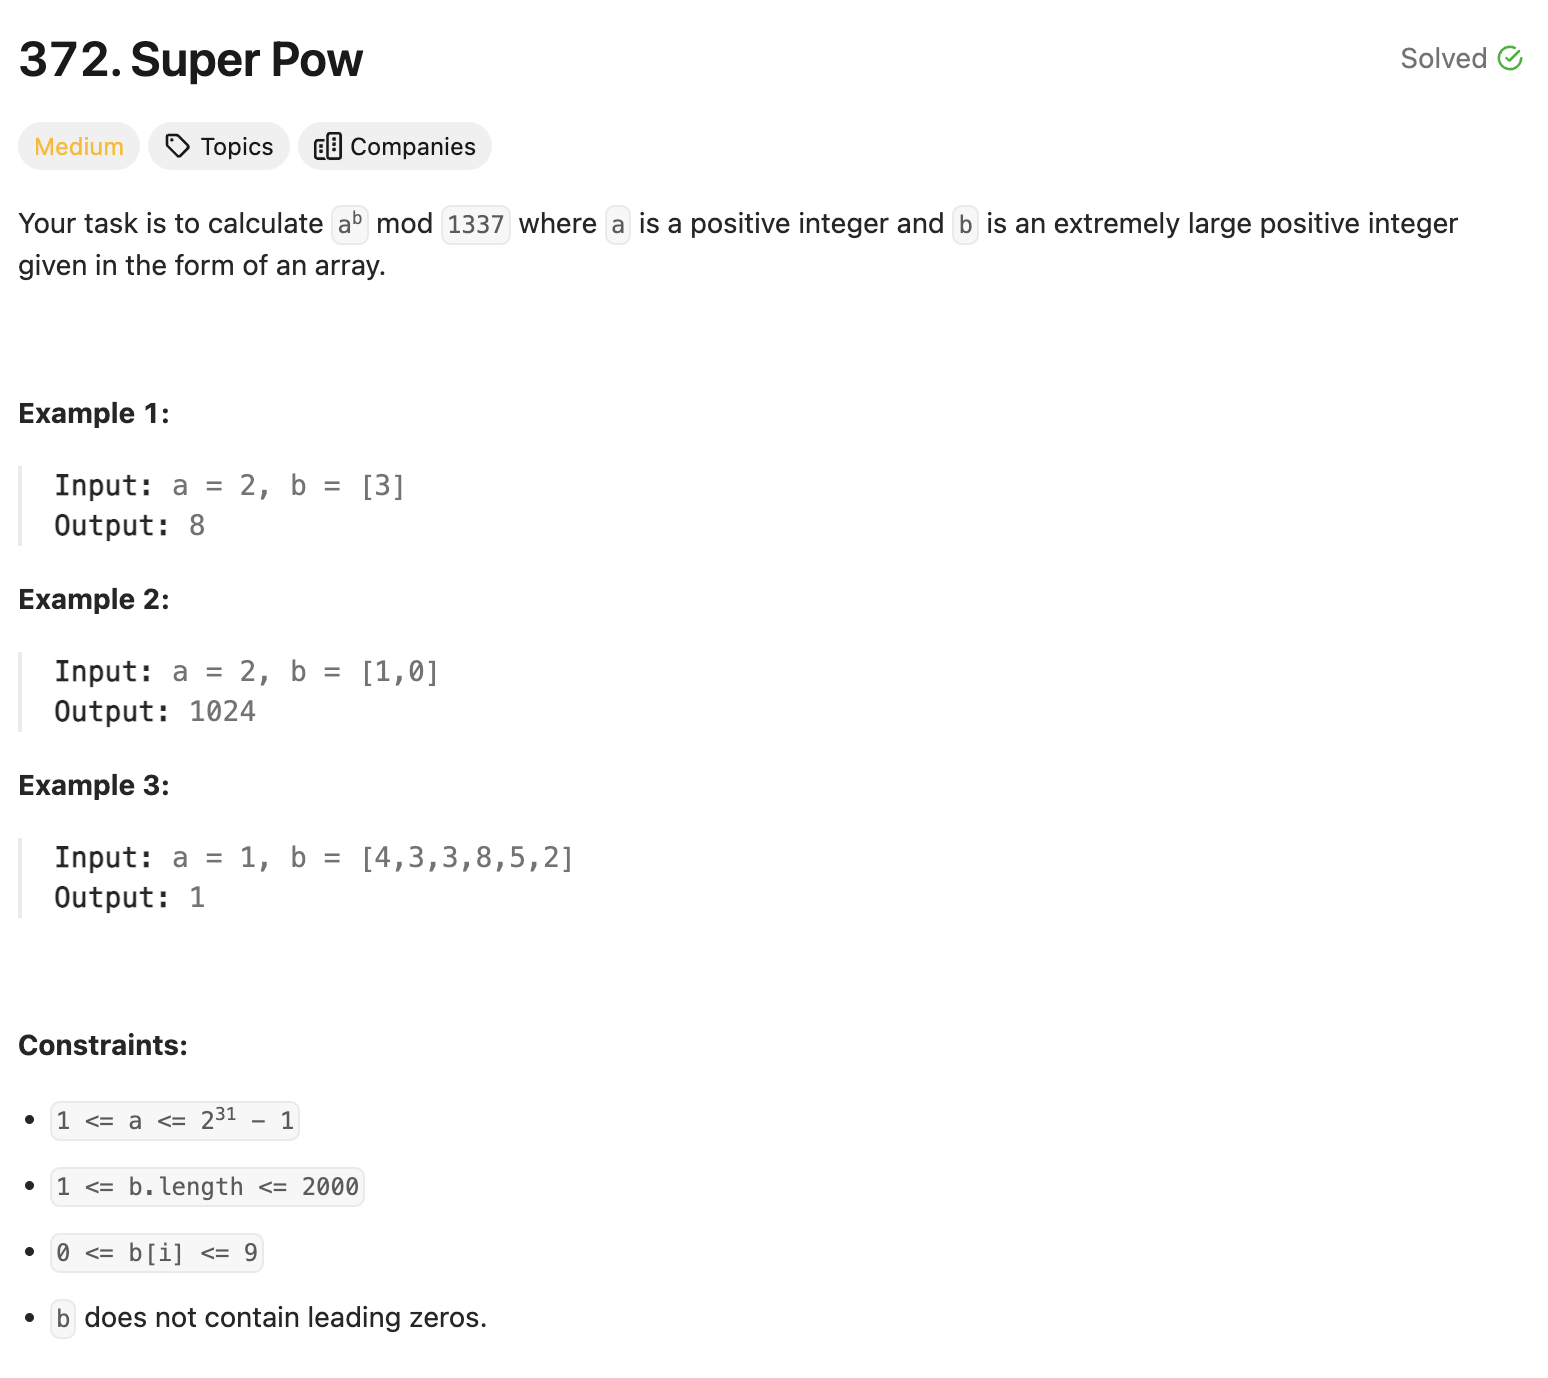 372. Super Pow
Solved
Medium Topics Companies
Your task is to calculate aᵇ mod 1337 where a is a positive integer and b is an extremely large positive integer
given in the form of an array.
Example 1:
Input: a = 2, b = [3]
Output: 8
Example 2:
Input: a = 2, b = [1,0]
Output: 1024
Example 3:
Input: a = 1, b = [4,3,3,8,5,2]
Output: 1
Constraints:
• 1 <= a <= 2³¹ - 1
• 1 <= b.length <= 2000
• 0 <= b[i] <= 9
• b does not contain leading zeros.